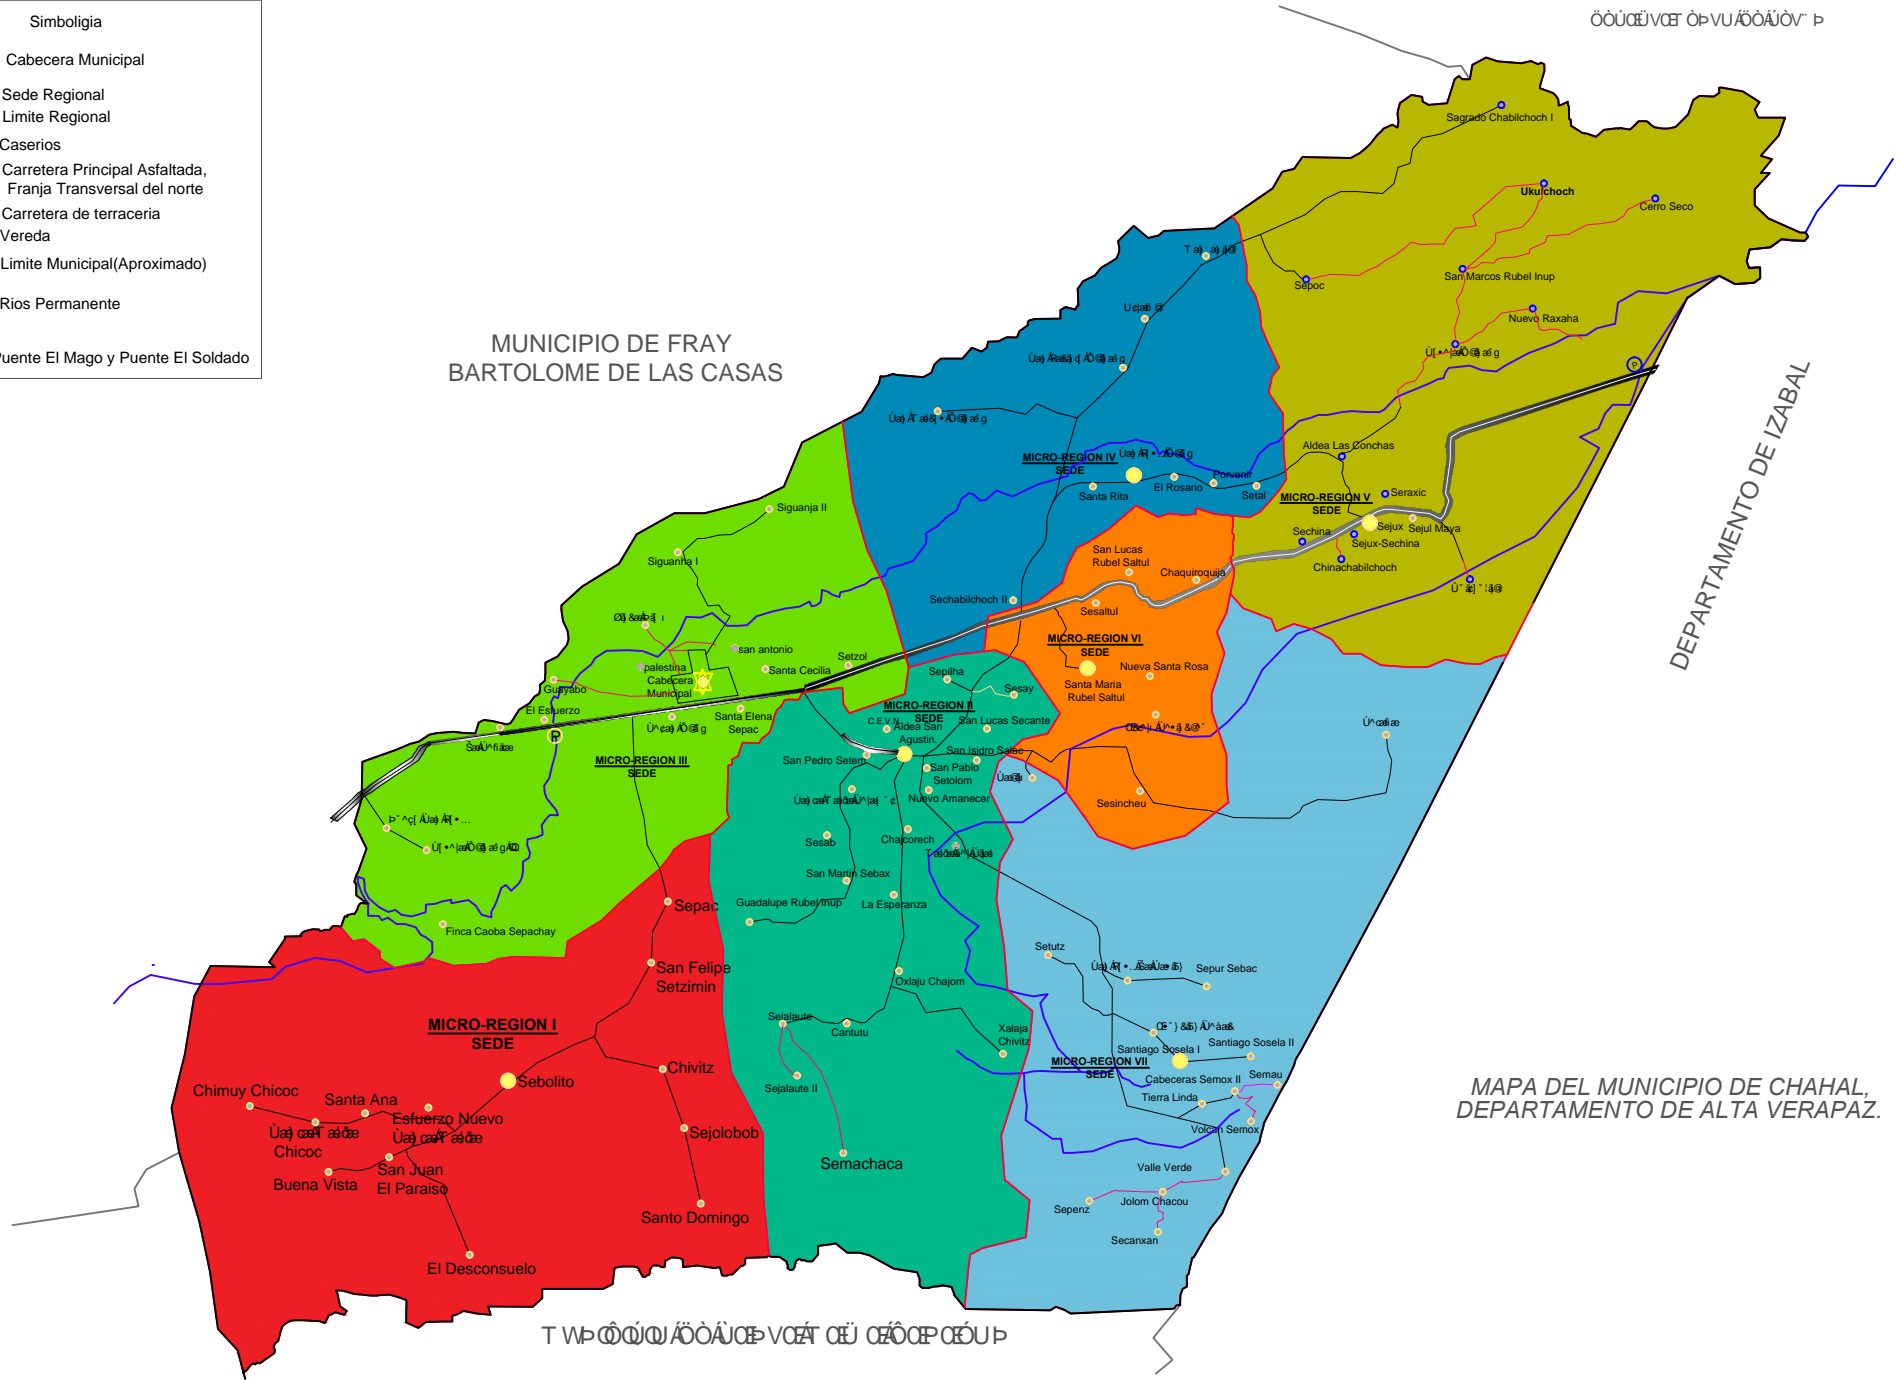 Simboligia
Cabecera Municipal
Sede Regional
Limite Regional
Caserios
Carretera Principal Asfaltada,
Franja Transversal del norte
Carretera de terraceria
Vereda
Limite Municipal(Aproximado)
Rios Permanente
Puente El Mago y Puente El Soldado
MUNICIPIO DE FRAY
BARTOLOME DE LAS CASAS
DEPARTAMENTO DE IZABAL
MAPA DEL MUNICIPIO DE CHAHAL,
DEPARTAMENTO DE ALTA VERAPAZ.
Sagrado Chabilchoch I
Ukulchoch
Cerro Seco
Sepoc
San Marcos Rubel Inup
Nuevo Raxaha
P
Aldea Las Conchas
MICRO-REGION V
SEDE
Seraxic
Sejux
Sejul Maya
Sechina
Sejux-Sechina
Chinachabilchoch
MICRO-REGION IV
SEDE
Santa Rita
El Rosario
Porvenir
Setal
Sechabilchoch II
San Lucas
Rubel Saltul
Chaquiroquija
Sesaltul
MICRO-REGION VI
SEDE
Nueva Santa Rosa
Santa Maria
Rubel Saltul
Sesincheu
Siguanja II
Siguanha I
san antonio
palestina
Cabecera
Municipal
Santa Cecilia
Setzol
Guayabo
El Esfuerzo
P
Santa Elena
Sepac
MICRO-REGION III
SEDE
Finca Caoba Sepachay
Sepilha
Sesay
MICRO-REGION II
SEDE
C.E.V.N
Aldea San
Agustin.
San Lucas Secante
San Pedro Setem
San Isidro Salac
San Pablo
Setolom
Nuevo Amanecer
Sesab
Chajcorech
San Martin Sebax
Guadalupe Rubel Inup
La Esperanza
Oxlaju Chajom
Sejalaute
Cantutu
Xalaja
Chivitz
Sejalaute II
Semachaca
Sepac
San Felipe
Setzimin
MICRO-REGION I
SEDE
Sebolito
Chivitz
Chimuy Chicoc
Santa Ana
Esfuerzo Nuevo
Chicoc
Buena Vista
San Juan
El Paraiso
Sejolobob
Santo Domingo
El Desconsuelo
Setutz
Sepur Sebac
Santiago Sosela I
Santiago Sosela II
MICRO-REGION VII
SEDE
Cabeceras Semox II
Semau
Tierra Linda
Volcan Semox
Valle Verde
Sepenz
Jolom Chacou
Secanxan